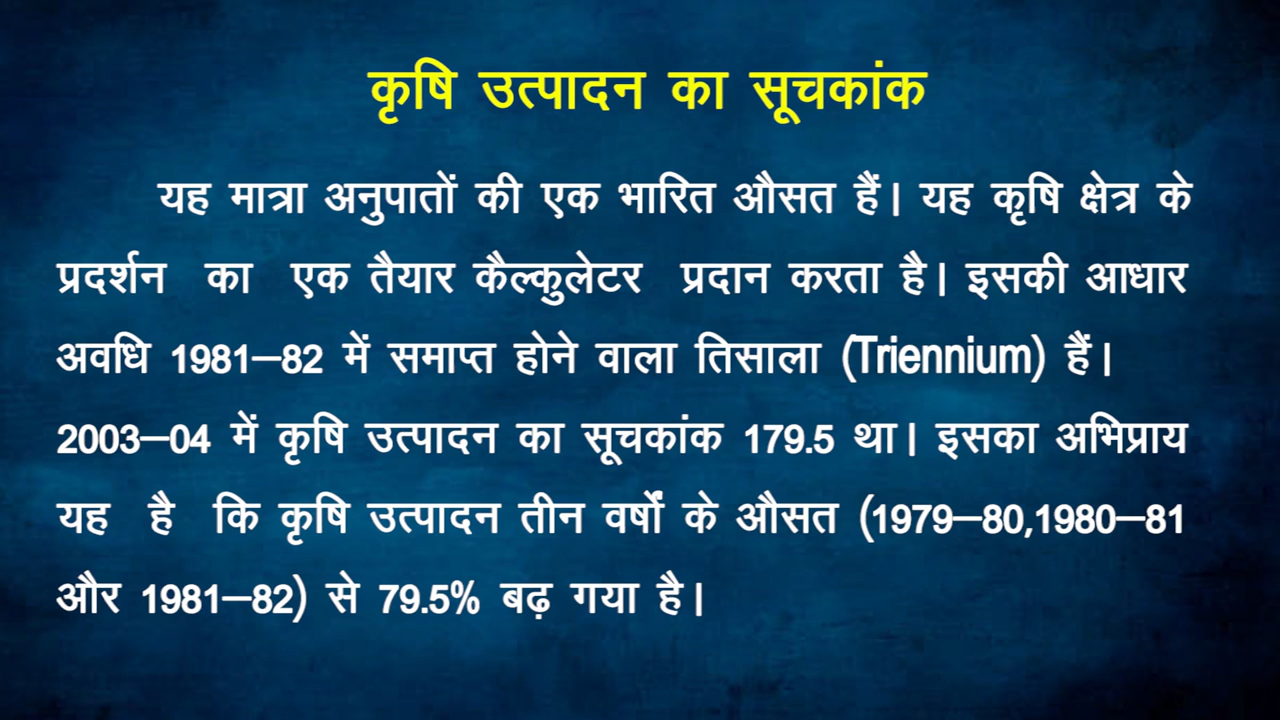 कृषि उत्पादन का सूचकांक
यह मात्रा अनुपातों की एक भारित औसत हैं। यह कृषि क्षेत्र के
प्रदर्शन का एक तैयार कैल्कुलेटर प्रदान करता है। इसकी आधार
अवधि 1981–82 में समाप्त होने वाला तिसाला (Triennium) हैं।
2003–04 में कृषि उत्पादन का सूचकांक 179.5 था। इसका अभिप्राय
यह है कि कृषि उत्पादन तीन वर्षों के औसत (1979–80,1980–81
और 1981–82) से 79.5% बढ़ गया है।